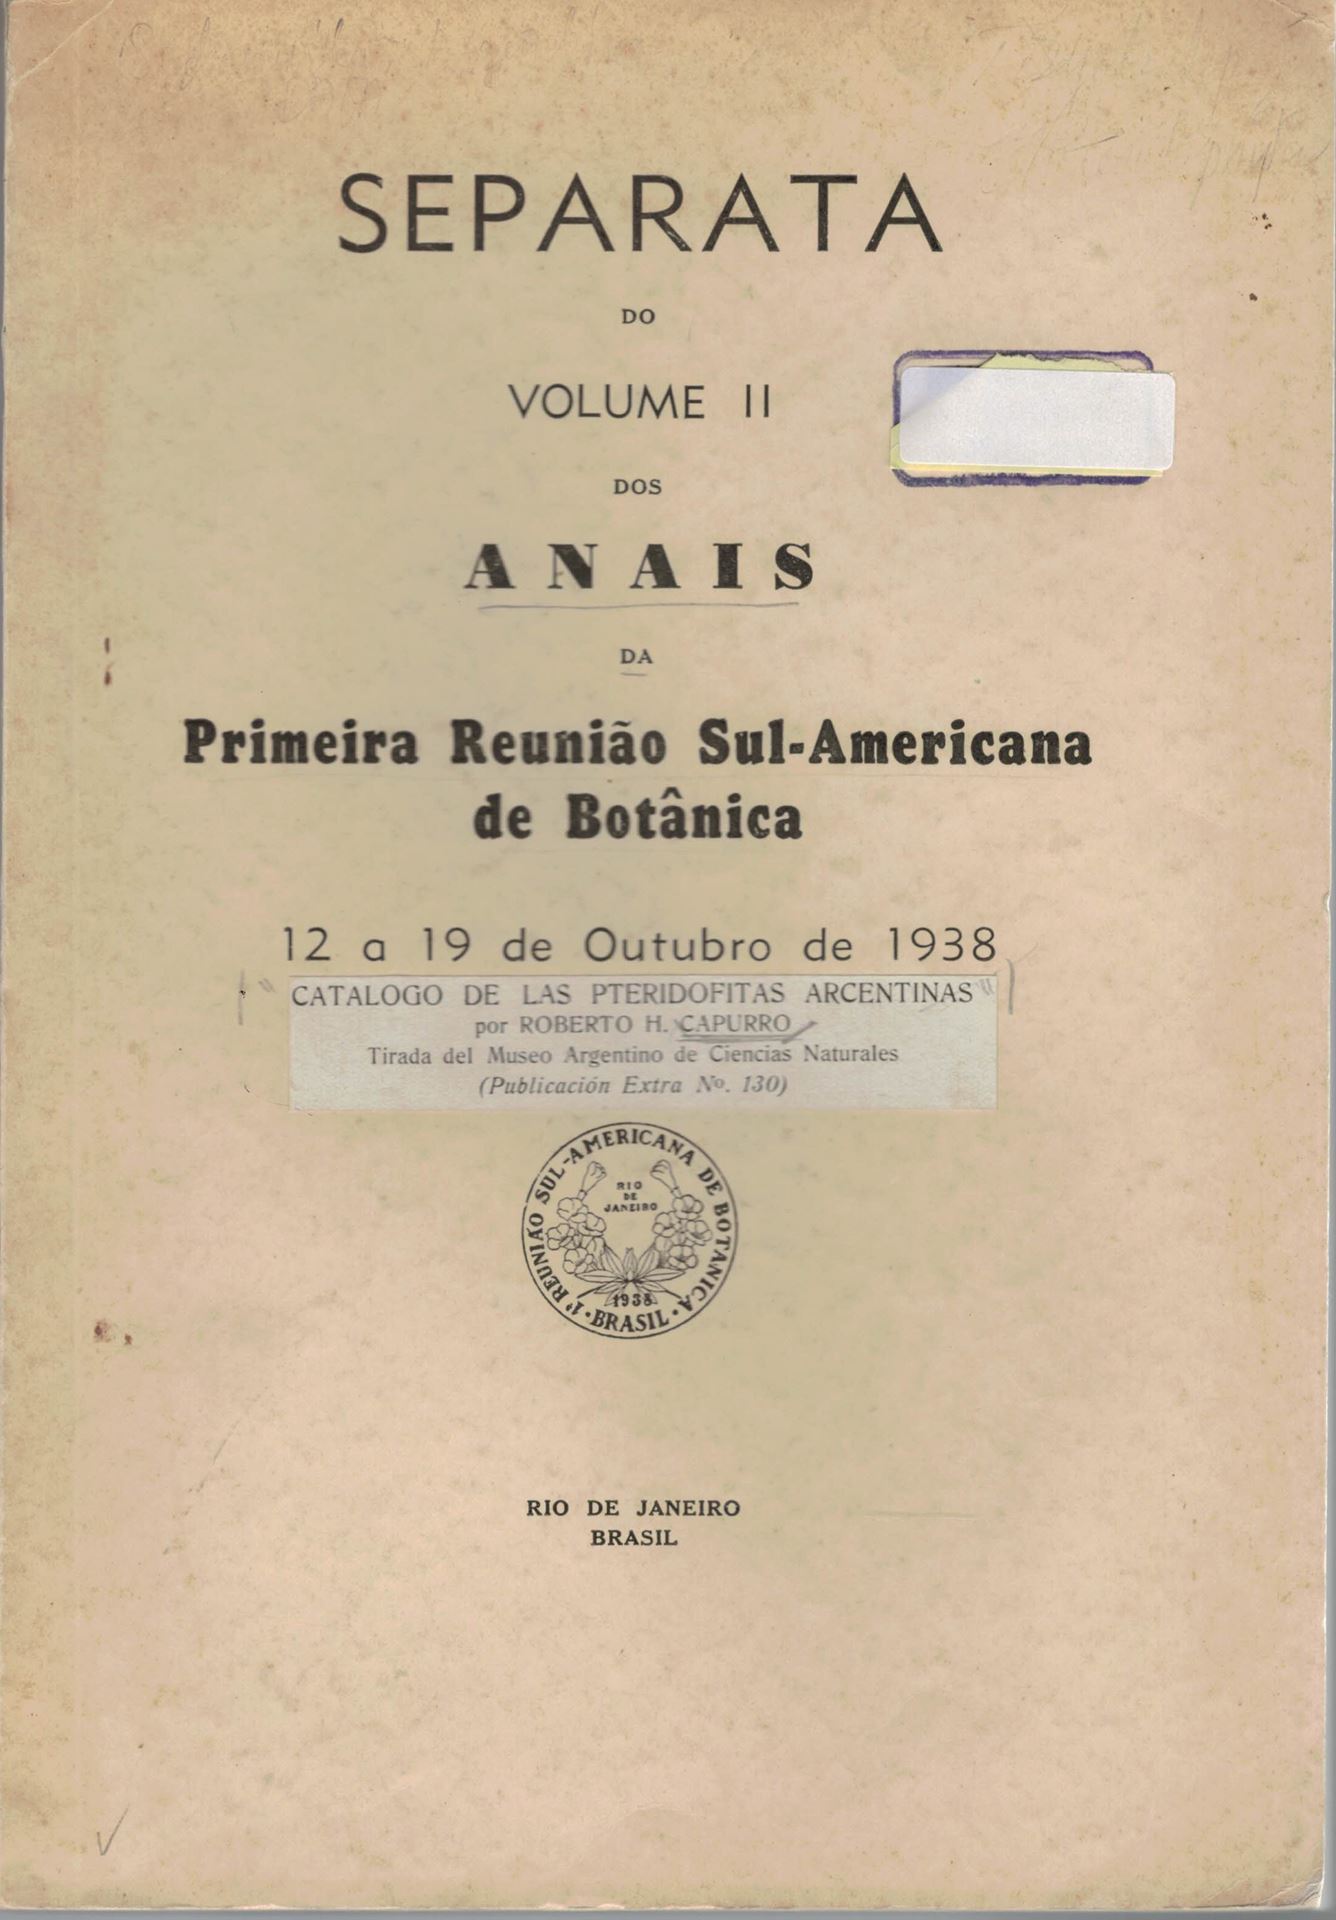 SEPARATA
DO
VOLUME II
DOS
ANAIS
DA
Primeira Reunião Sul-Americana
de Botânica
12 a 19 de Outubro de 1938
"CATALOGO DE LAS PTERIDOFITAS ARCENTINAS"
por ROBERTO H. CAPURRO
Tirada del Museo Argentino de Ciencias Naturales
(Publicación Extra No. 130)
1ª REUNIÃO SUL-AMERICANA DE BOTANICA
RIO
DE
JANEIRO
1938
BRASIL
RIO DE JANEIRO
BRASIL